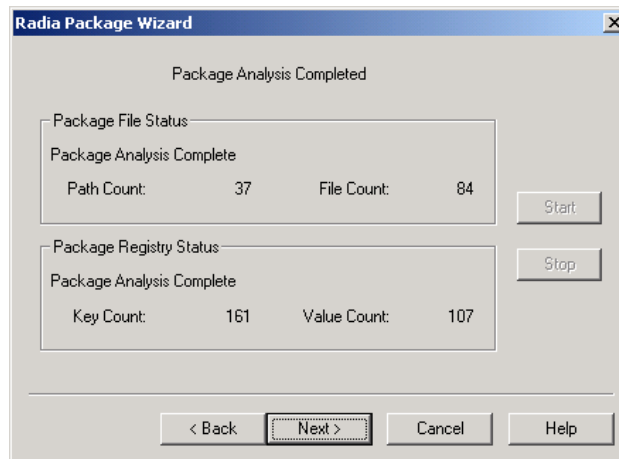 Radia Package Wizard
Package Analysis Completed
Package File Status
Package Analysis Complete
Path Count: 37 File Count: 84
Start
Package Registry Status
Stop
Package Analysis Complete
Key Count: 161 Value Count: 107
< Back Next > Cancel Help